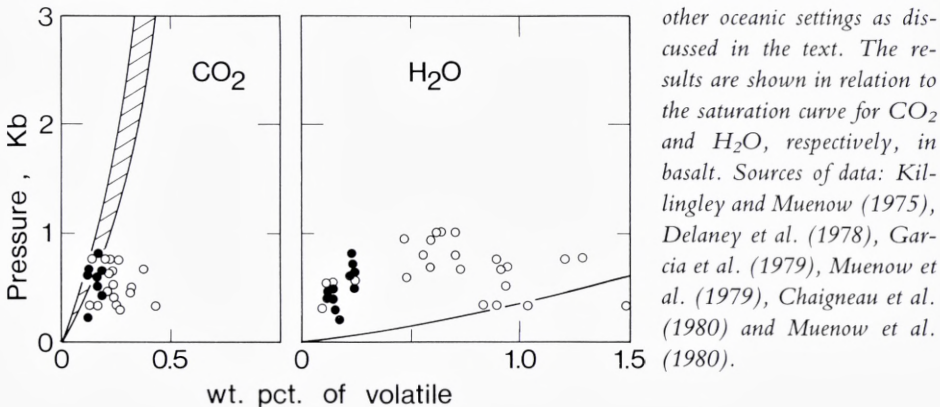 3
2
1
0
Pressure , Kb
CO2
H2O
0
0.5
0
1.0
1.5
wt. pct. of volatile
other oceanic settings as dis-
cussed in the text. The re-
sults are shown in relation to
the saturation curve for CO2
and H2O, respectively, in
basalt. Sources of data: Kil-
lingley and Muenow (1975),
Delaney et al. (1978), Gar-
cia et al. (1979), Muenow et
al. (1979), Chaigneau et al.
(1980) and Muenow et al.
(1980).